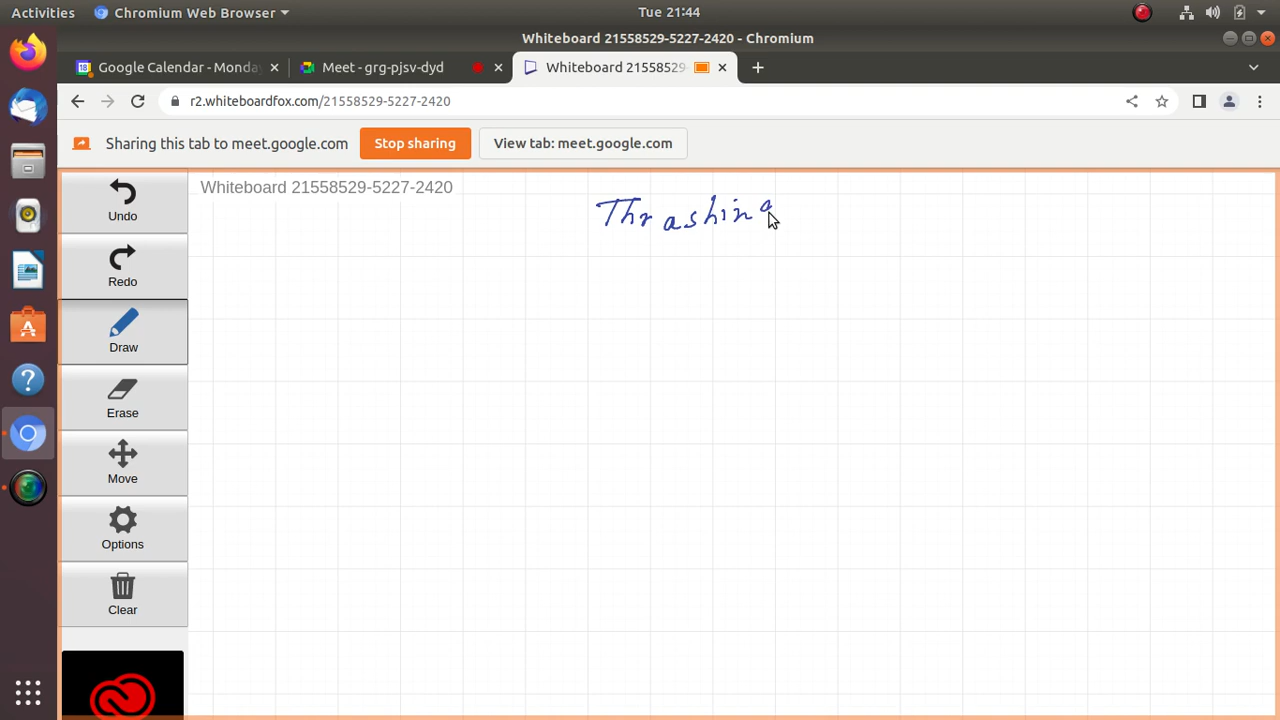 Activities Chromium Web Browser Tue 21:44
Whiteboard 21558529-5227-2420 - Chromium
Google Calendar - Monda Meet - grg-pjsv-dyd Whiteboard 21558529-
r2.whiteboardfox.com/21558529-5227-2420
Sharing this tab to meet.google.com Stop sharing View tab: meet.google.com
Whiteboard 21558529-5227-2420
Thrashing
Undo
Redo
Draw
Erase
Move
Options
Clear